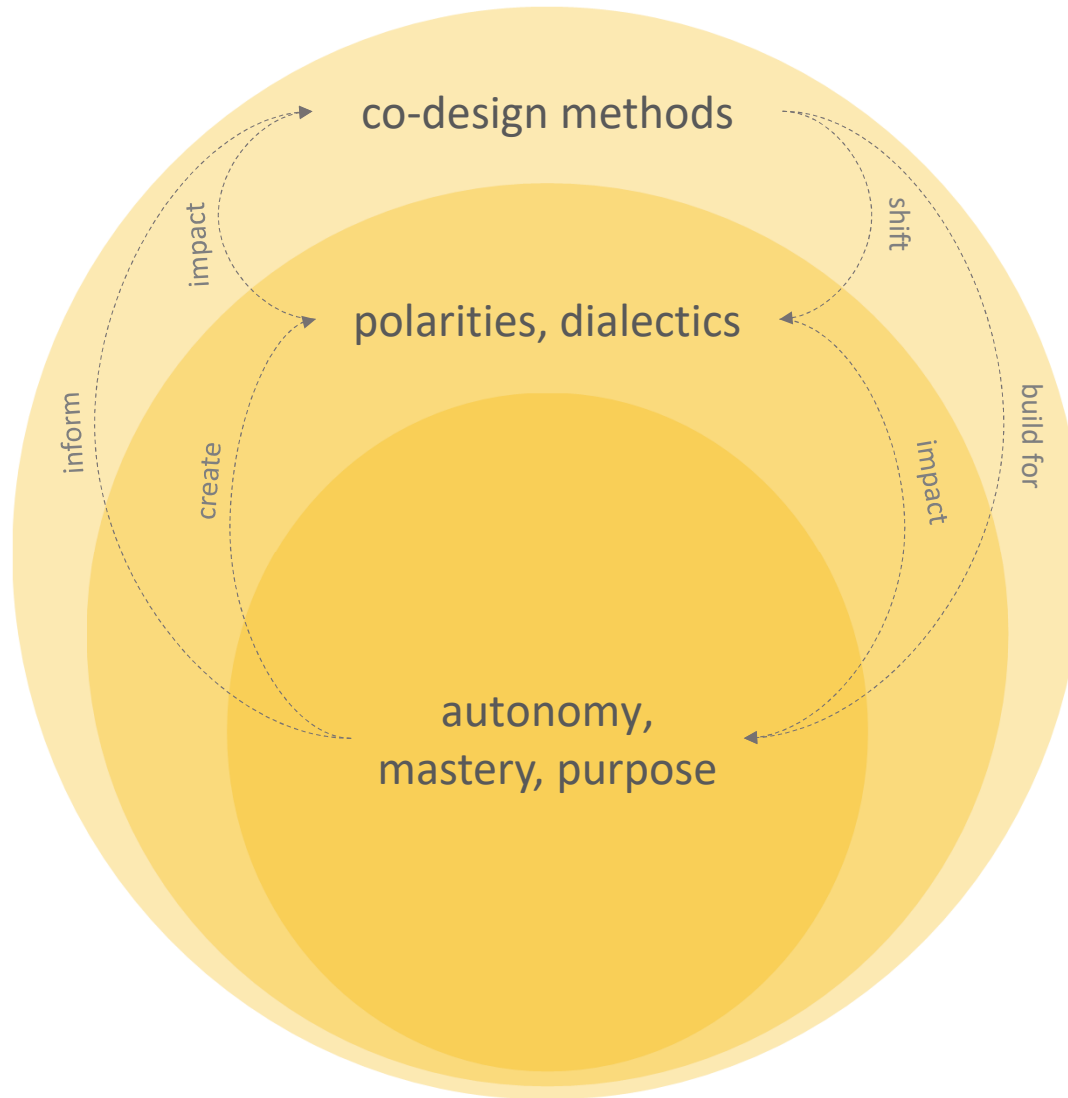 co-design methods
impact
shift
polarities, dialectics
inform
create
impact
build for
autonomy,
mastery, purpose